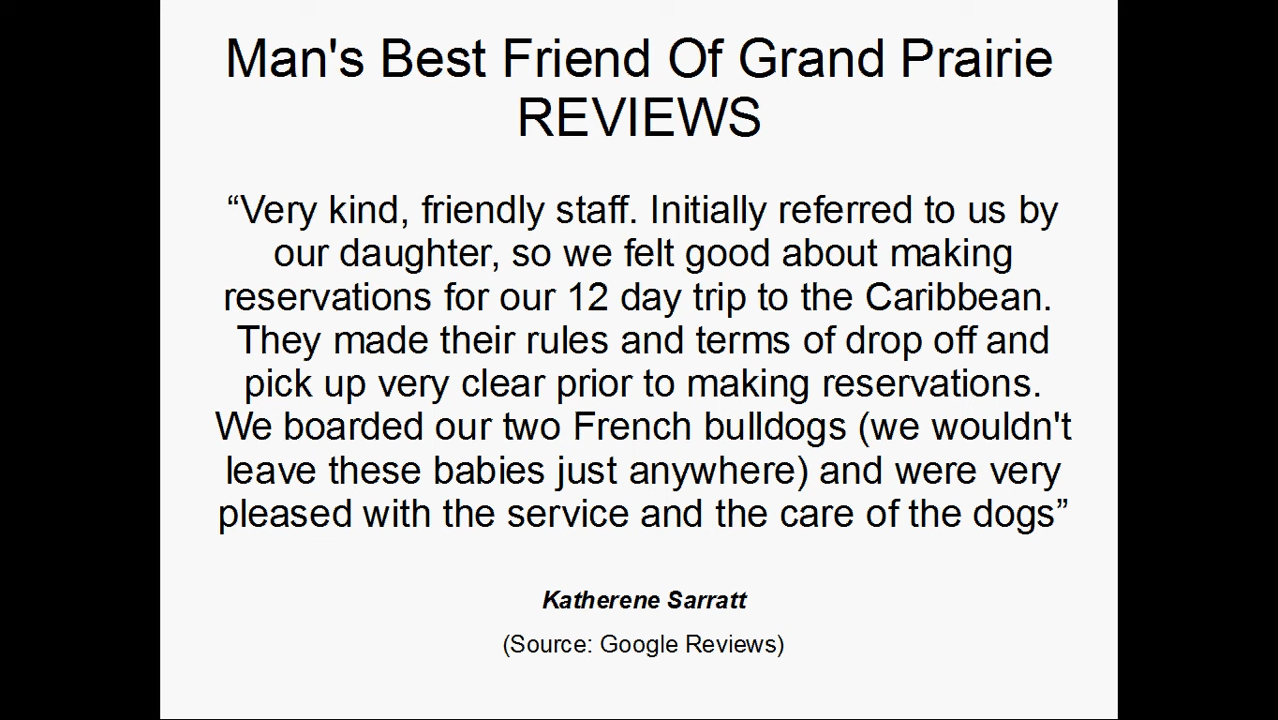 Man's Best Friend Of Grand Prairie
REVIEWS
“Very kind, friendly staff. Initially referred to us by
our daughter, so we felt good about making
reservations for our 12 day trip to the Caribbean.
They made their rules and terms of drop off and
pick up very clear prior to making reservations.
We boarded our two French bulldogs (we wouldn't
leave these babies just anywhere) and were very
pleased with the service and the care of the dogs”
Katherene Sarratt
(Source: Google Reviews)